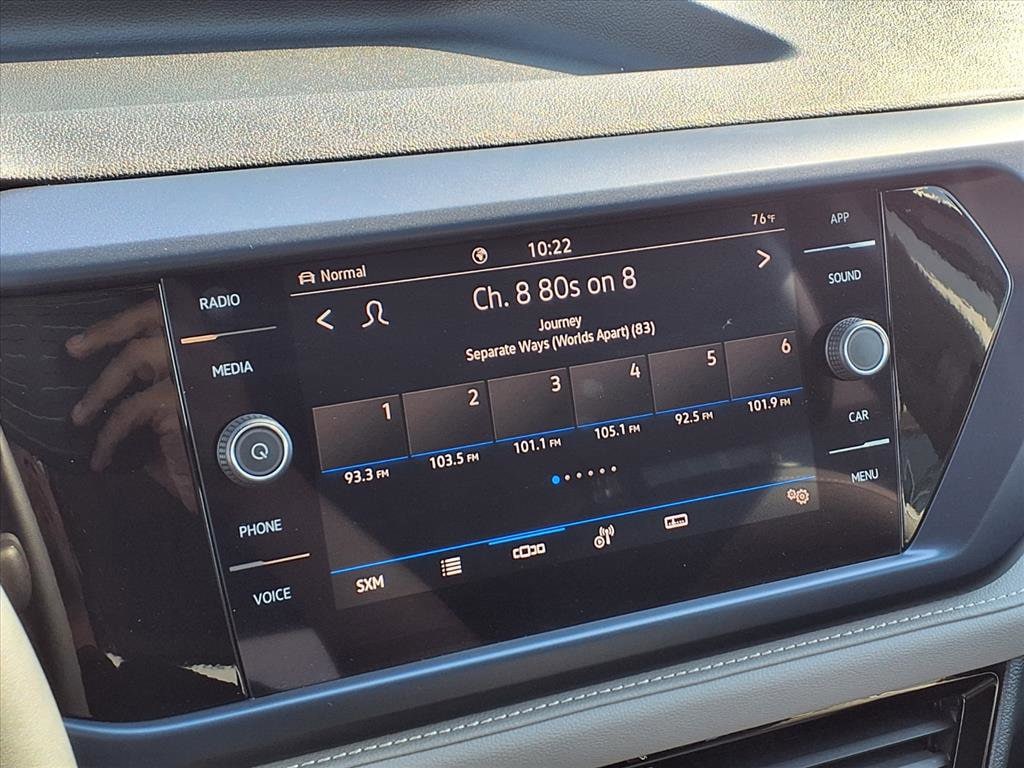 76°F
Normal
10:22
Ch. 8 80s on 8
Journey
Separate Ways (Worlds Apart) (83)
1 2 3 4 5 6
93.3 FM 103.5 FM 101.1 FM 105.1 FM 92.5 FM 101.9 FM
SXM
RADIO
MEDIA
PHONE
VOICE
APP
SOUND
CAR
MENU